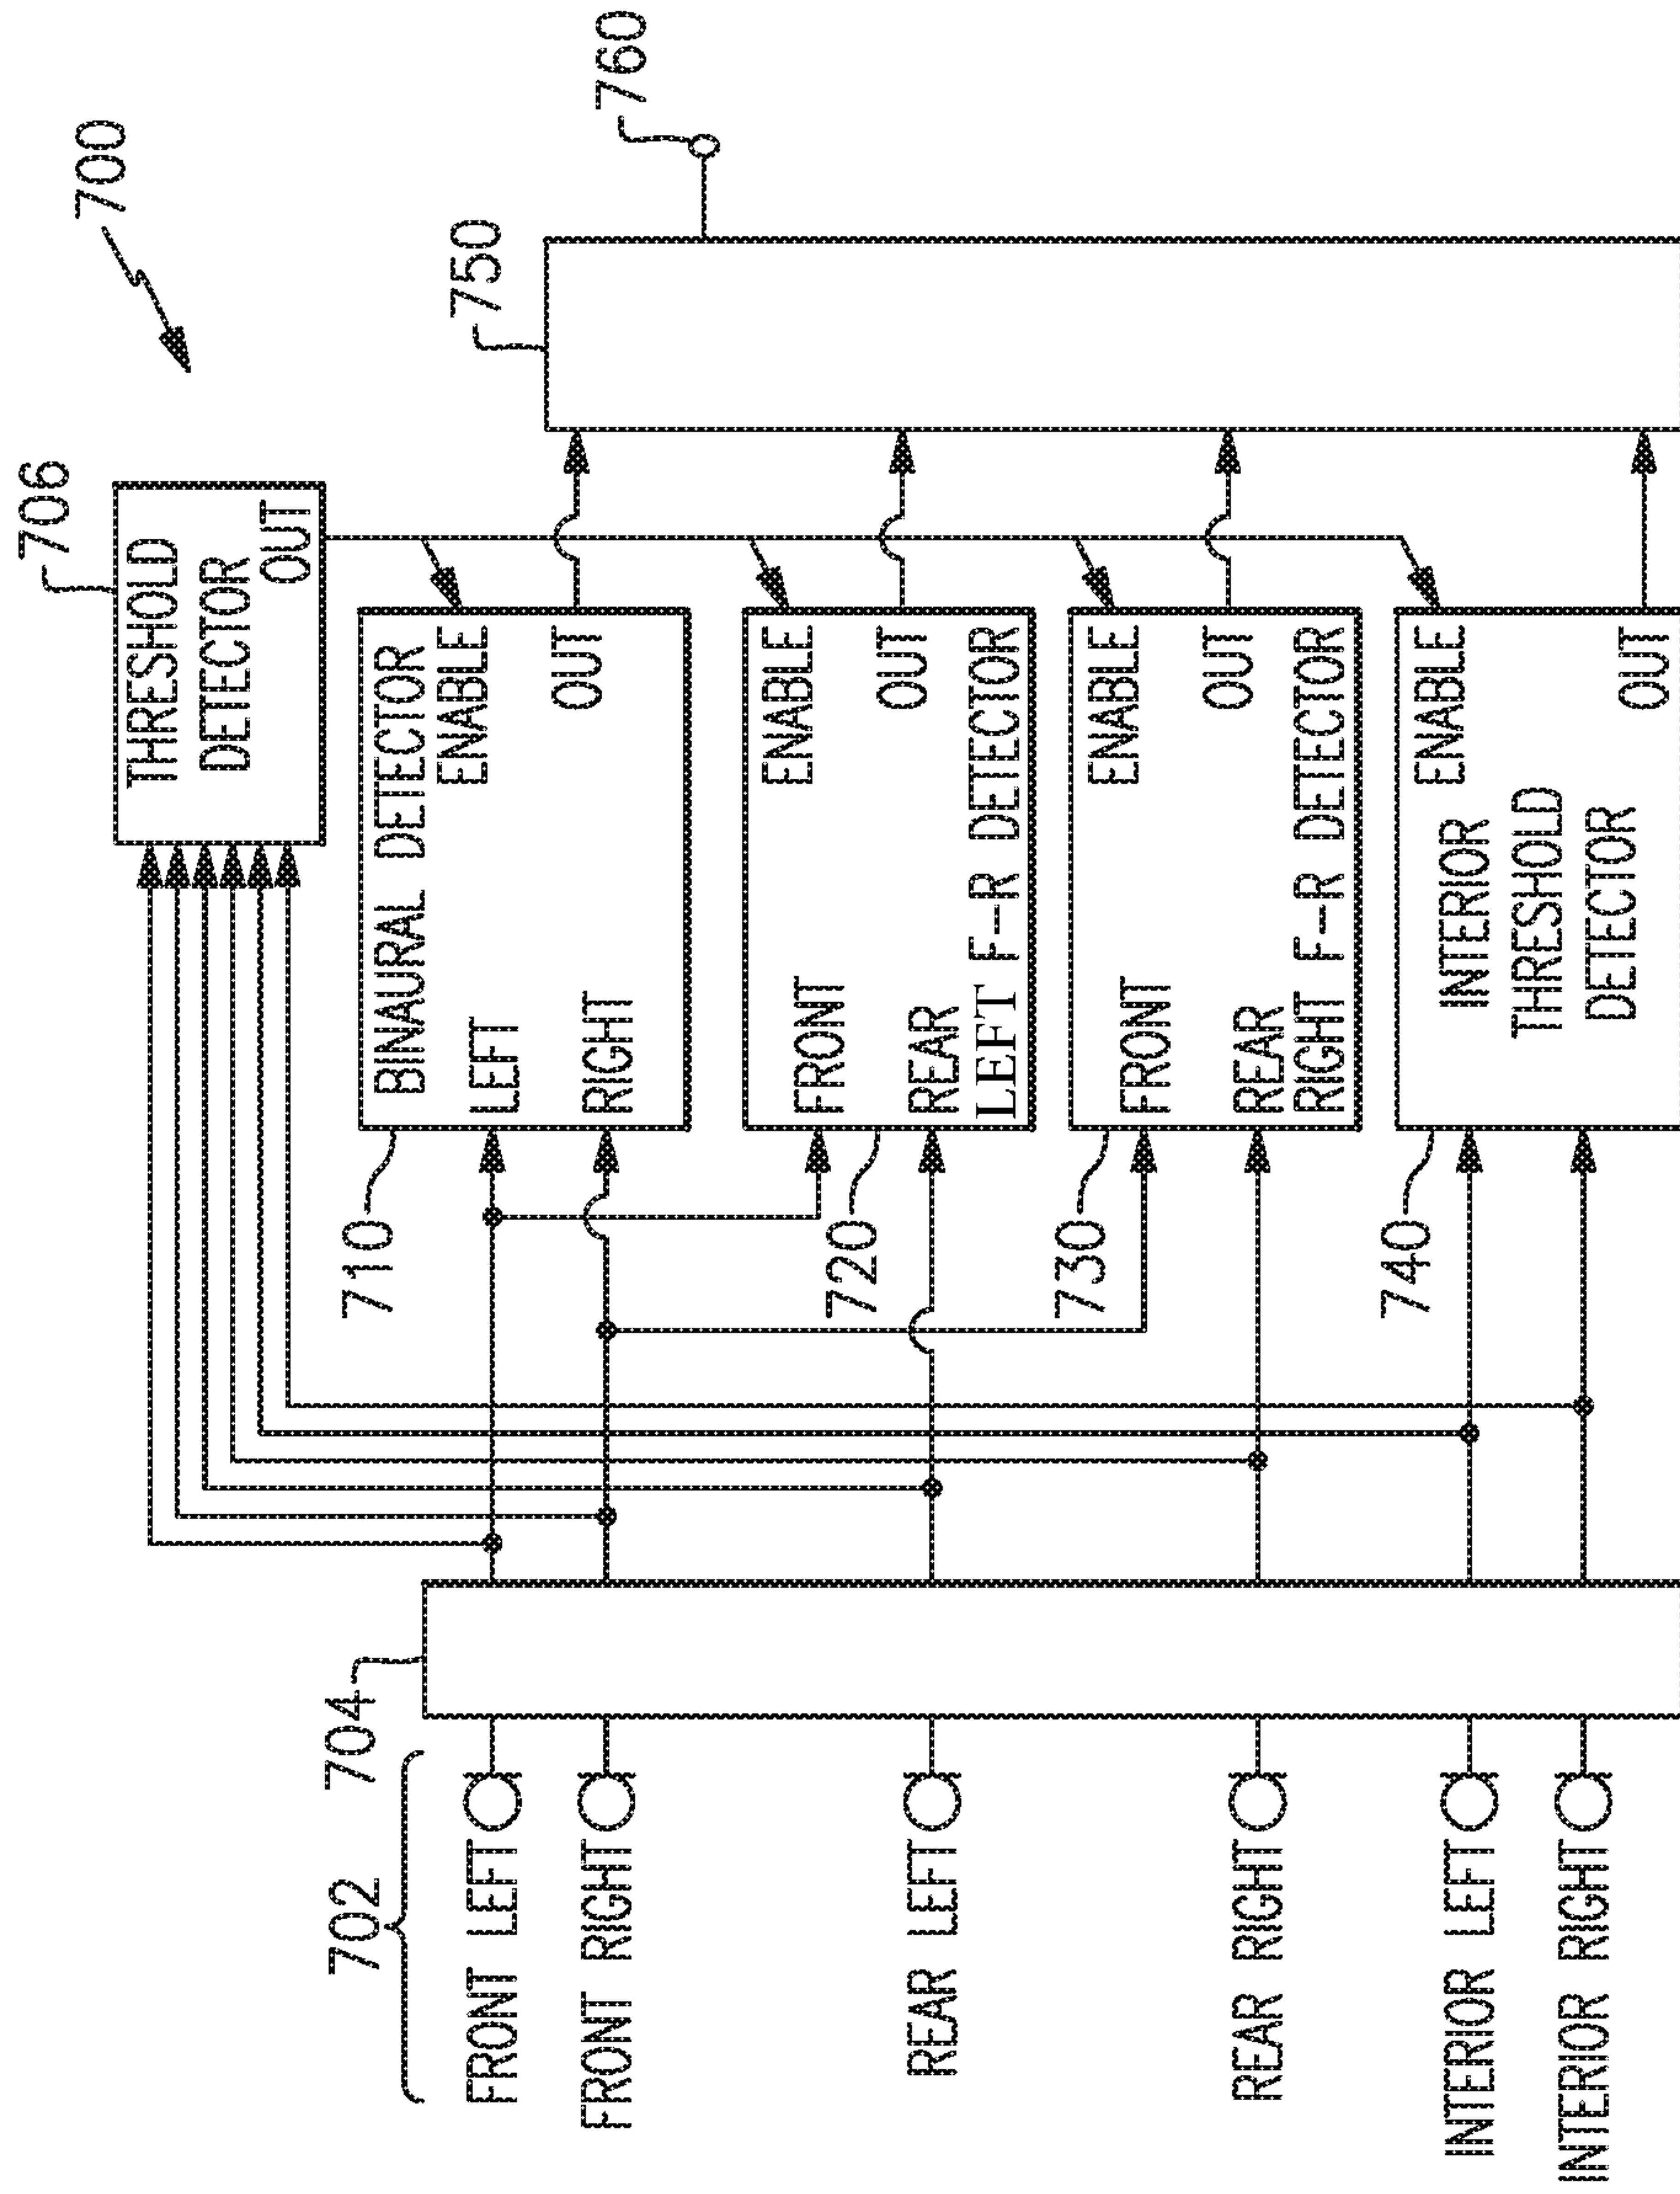 700
706
THRESHOLD
DETECTOR
OUT
702
704
710
BINAURAL DETECTOR
ENABLE
LEFT
OUT
RIGHT
750
760
FRONT LEFT
FRONT RIGHT
ENABLE
FRONT
720
OUT
REAR
LEFT F-R DETECTOR
REAR LEFT
730
ENABLE
FRONT
OUT
REAR
RIGHT F-R DETECTOR
REAR RIGHT
740
ENABLE
INTERIOR
THRESHOLD
DETECTOR
OUT
INTERIOR LEFT
INTERIOR RIGHT